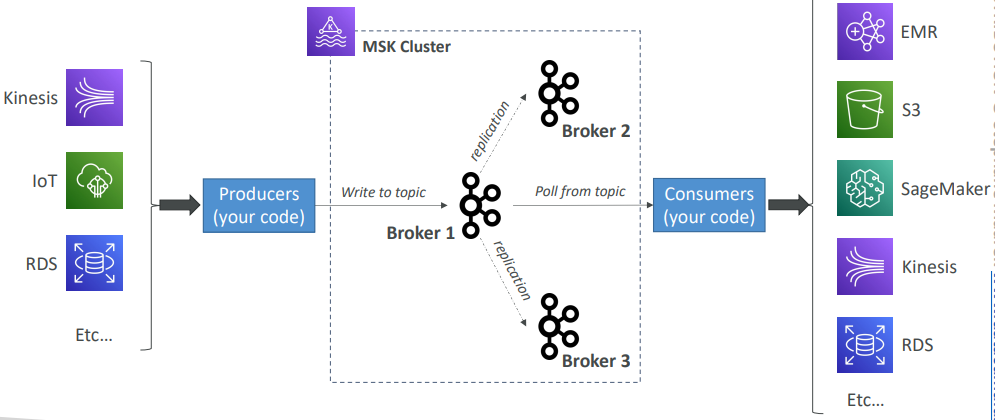 MSK Cluster
Kinesis
IoT
RDS
Etc...
Producers
(your code)
Write to topic
replication
Broker 2
Broker 1
replication
Broker 3
Poll from topic
Consumers
(your code)
EMR
S3
SageMaker
Kinesis
RDS
Etc...